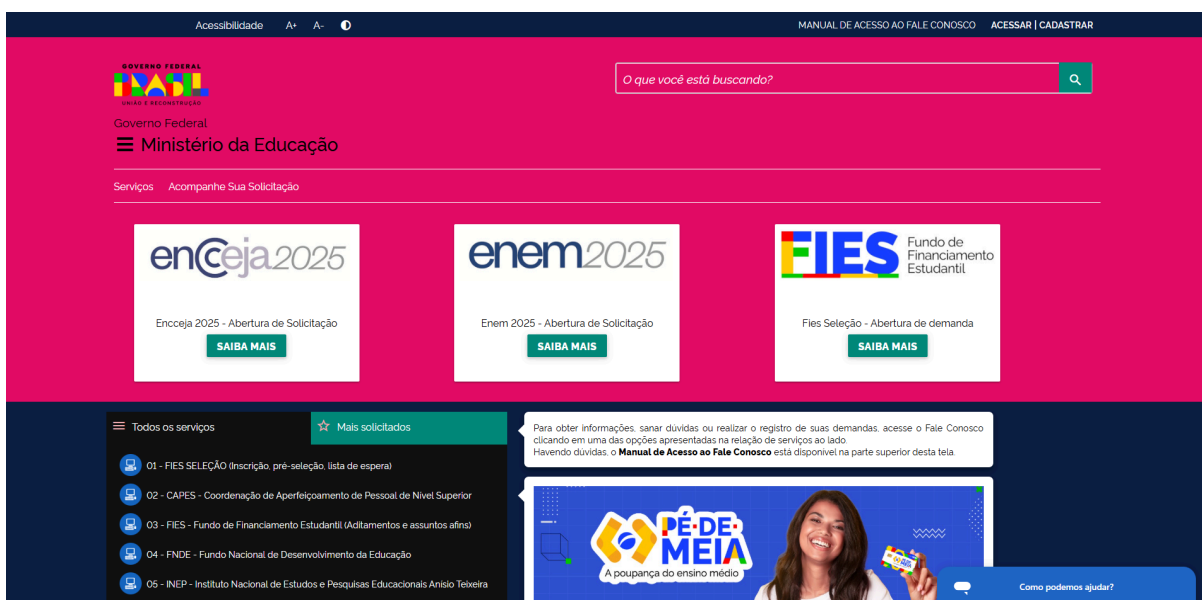 Acessibilidade A+ A-
MANUAL DE ACESSO AO FALE CONOSCO ACESSAR | CADASTRAR
GOVERNO FEDERAL
BRASIL
UNIÃO E RECONSTRUÇÃO
O que você está buscando?
Governo Federal
Ministério da Educação
Serviços Acompanhe Sua Solicitação
encceja2025
Encceja 2025 - Abertura de Solicitação
SAIBA MAIS
enem2025
Enem 2025 - Abertura de Solicitação
SAIBA MAIS
FIES
Fundo de
Financiamento
Estudantil
Fies Seleção - Abertura de demanda
SAIBA MAIS
Todos os serviços
Mais solicitados
01 - FIES SELEÇÃO (Inscrição, pré-seleção, lista de espera)
02 - CAPES - Coordenação de Aperfeiçoamento de Pessoal de Nível Superior
03 - FIES - Fundo de Financiamento Estudantil (Aditamentos e assuntos afins)
04 - FNDE - Fundo Nacional de Desenvolvimento da Educação
05 - INEP - Instituto Nacional de Estudos e Pesquisas Educacionais Anísio Teixeira
Para obter informações, sanar dúvidas ou realizar o registro de suas demandas, acesse o Fale Conosco
clicando em uma das opções apresentadas na relação de serviços ao lado.
Havendo dúvidas, o Manual de Acesso ao Fale Conosco está disponível na parte superior desta tela.
PÉ-DE-
MEIA
A poupança do ensino médio
Como podemos ajudar?